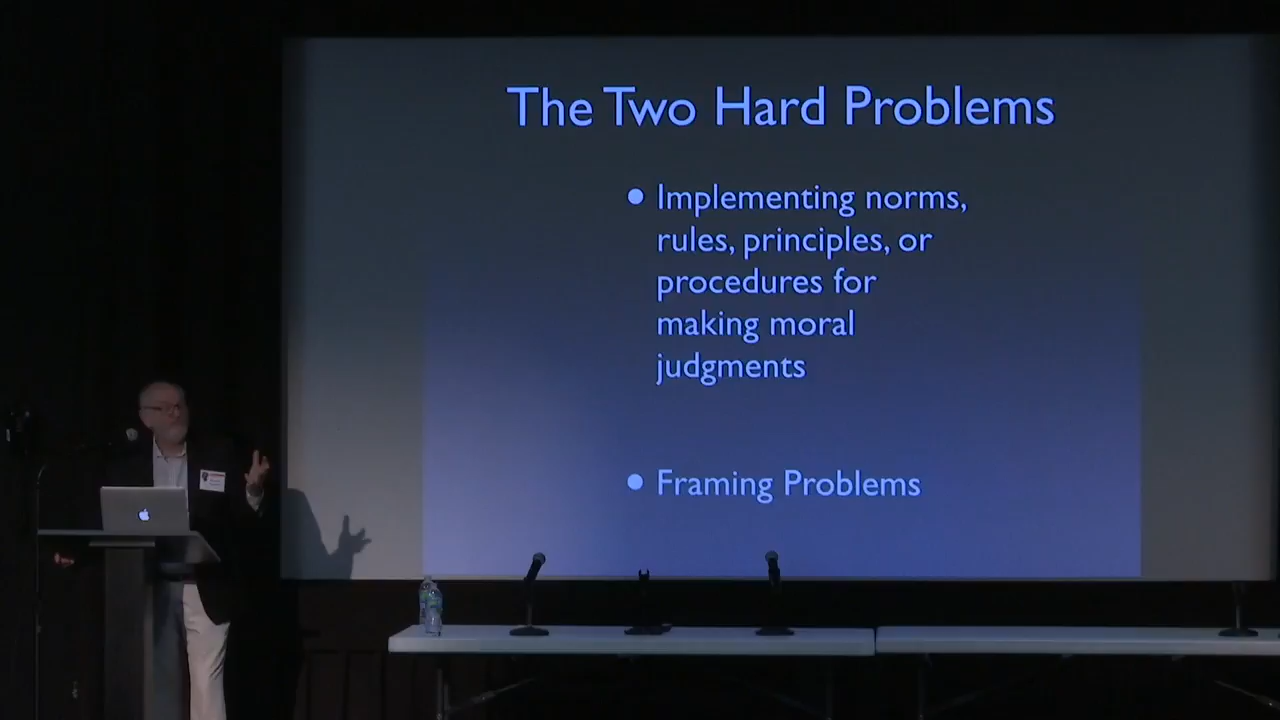 The Two Hard Problems
• Implementing norms,
rules, principles, or
procedures for
making moral
judgments
• Framing Problems